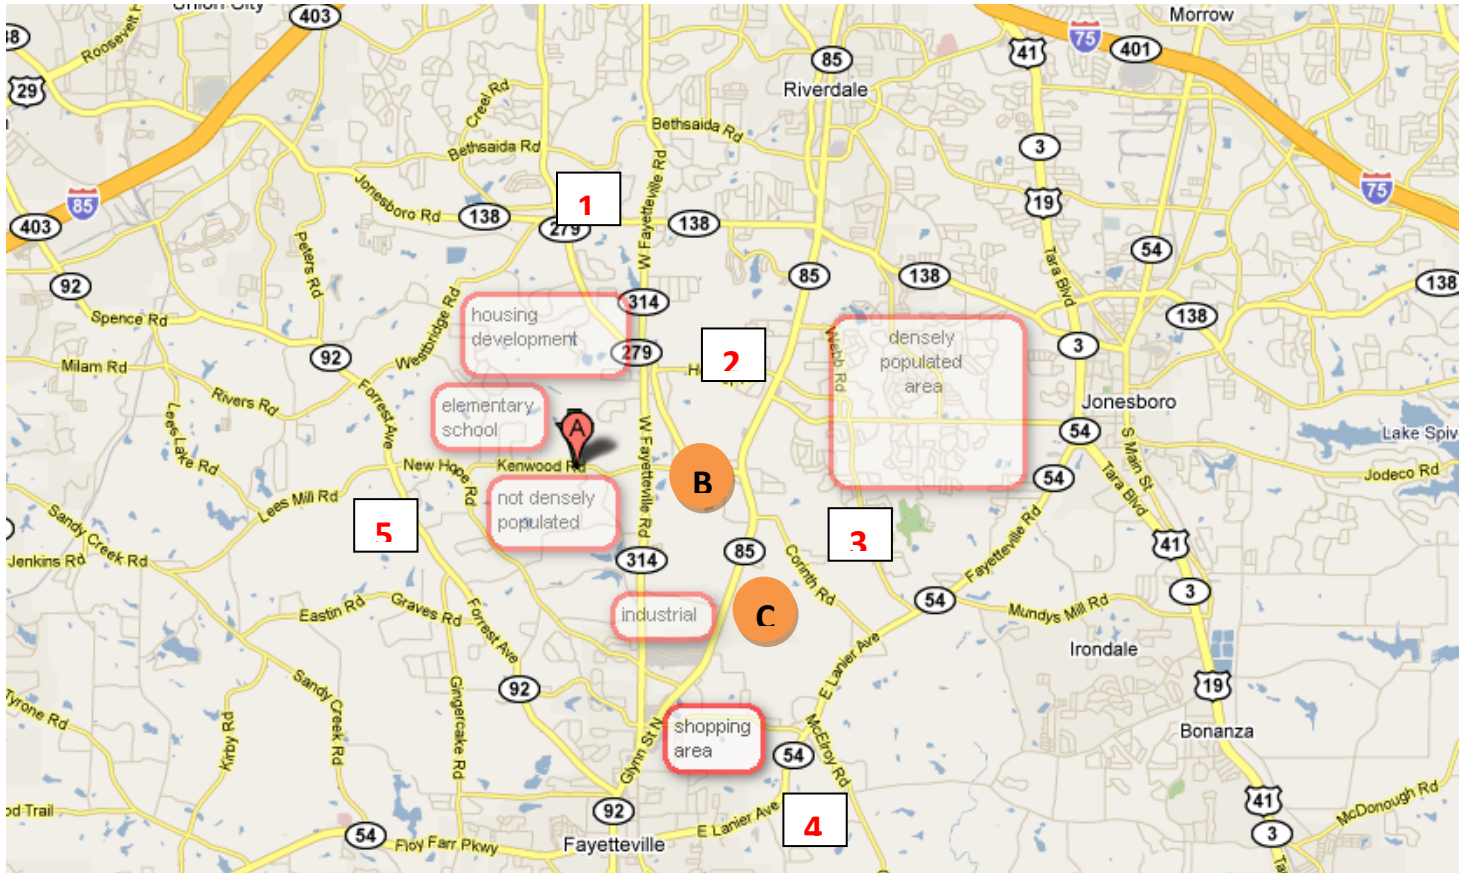 Union City
403
Morrow
38
Roosevelt H
75
401
41
85
29
Riverdale
Creel Rd
Bethsaida Rd
Bethsaida Rd
3
W Fayetteville Rd
85
Jonesboro Rd
138
1
279
138
75
403
19
54
Peters Rd
Tara Blvd
92
85
138
138
314
housing
development
138
Spence Rd
Westbridge Rd
92
279
2
Webb Rd
densely
populated
area
3
Milam Rd
Rivers Rd
Forrest Ave
Jonesboro
elementary
school
Lees Lake Rd
A
W Fayetteville Rd
54
S Main St
Lake Spiv
New Hope Rd
Kenwood Rd
B
54
Tara Blvd
Jodeco Rd
Lees Mill Rd
not densely
populated
Sandy Creek Rd
5
3
Fayetteville Rd
41
Jenkins Rd
314
85
Corinth Rd
3
Eastin Rd
Graves Rd
Forrest Ave
industrial
C
54
Mundys Mill Rd
E Lanier Ave
Irondale
Sandy Creek Rd
92
19
Tyrone Rd
Kirby Rd
Gingercake Rd
Glynn St N
shopping
area
McElroy Rd
54
Bonanza
od Trail
92
E Lanier Ave
4
41
McDonough Rd
54
Floy Farr Pkwy
Fayetteville
3
Ta